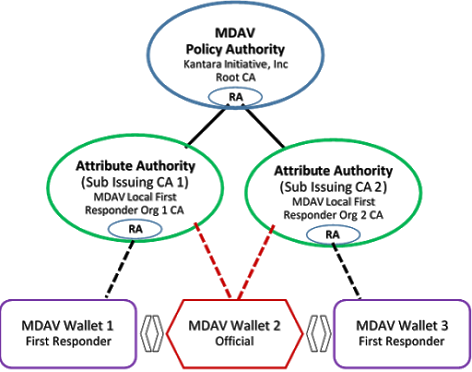 MDAV
Policy Authority
Kantara Initiative, Inc
Root CA
RA
Attribute Authority
(Sub Issuing CA 1)
MDAV Local First
Responder Org 1 CA
RA
Attribute Authority
(Sub Issuing CA 2)
MDAV Local First
Responder Org 2 CA
RA
MDAV Wallet 1
First Responder
MDAV Wallet 2
Official
MDAV Wallet 3
First Responder